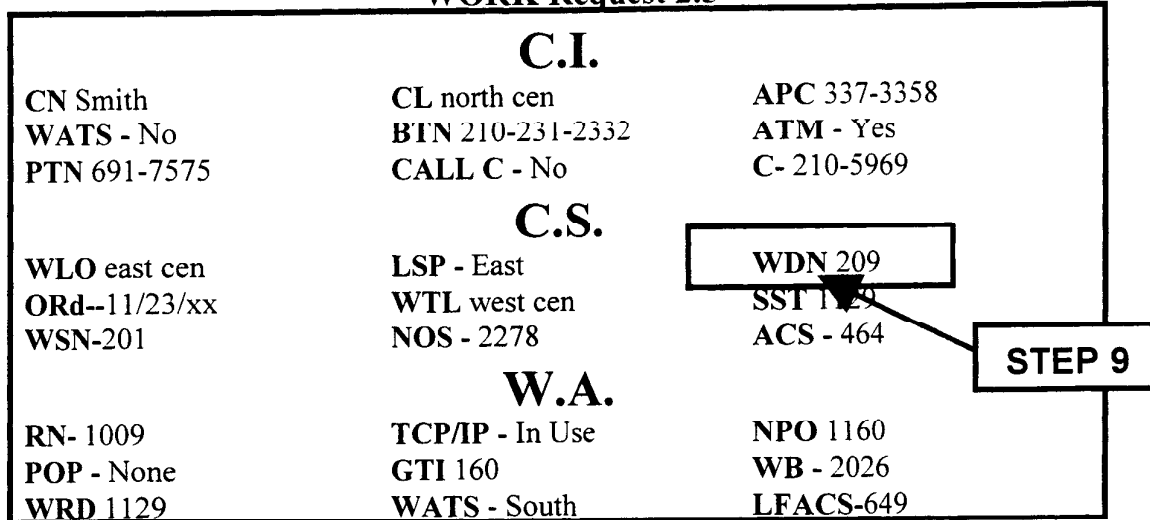 WORK Request 2.3
C.I.
CN Smith CL north cen APC 337-3358
WATS - No BTN 210-231-2332 ATM - Yes
PTN 691-7575 CALL C - No C- 210-5969
C.S.
WLO east cen LSP - East WDN 209
ORd--11/23/xx WTL west cen SST
WSN-201 NOS - 2278 ACS - 464
STEP 9
W.A.
RN- 1009 TCP/IP - In Use NPO 1160
POP - None GTI 160 WB - 2026
WRD 1129 WATS - South LFACS-649